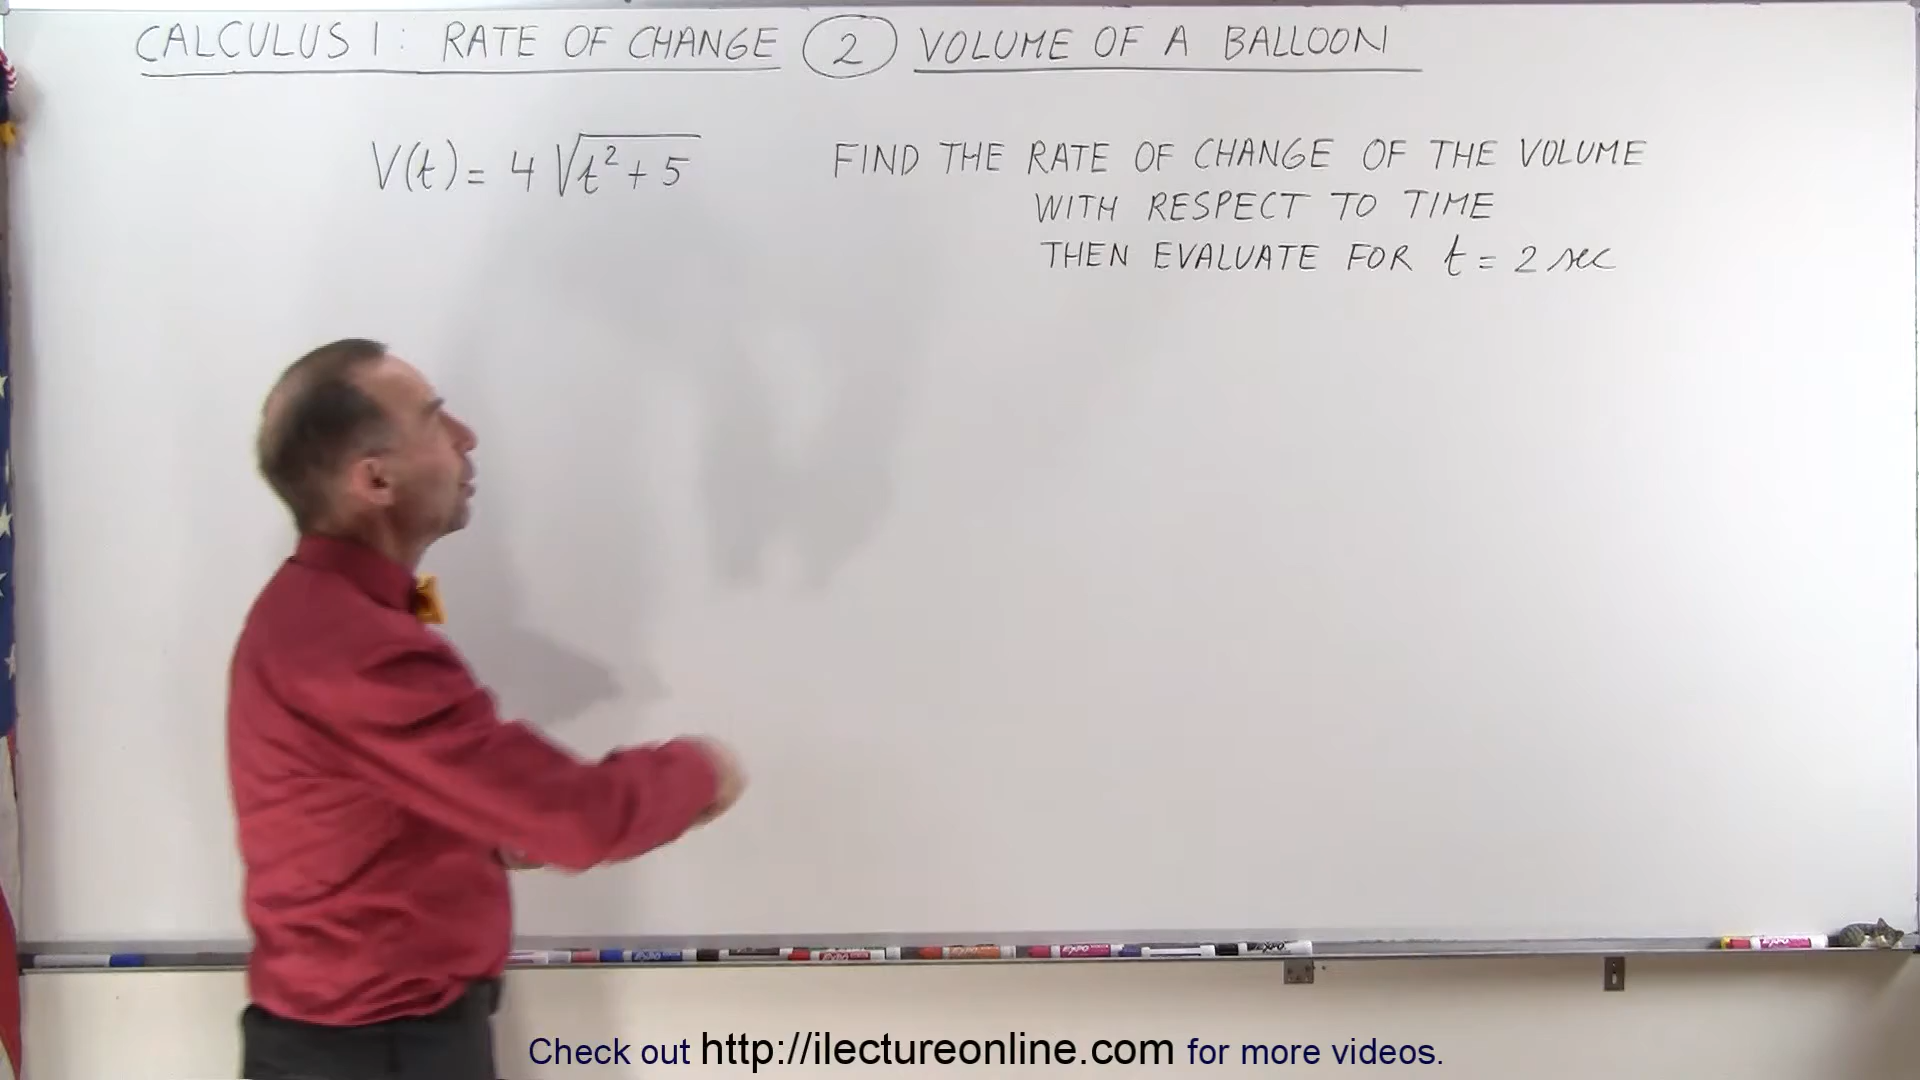 CALCULUS 1: RATE OF CHANGE 2 VOLUME OF A BALLOON
V(t) = 4 √(t² + 5)
FIND THE RATE OF CHANGE OF THE VOLUME
WITH RESPECT TO TIME
THEN EVALUATE FOR t = 2 sec
Check out http://ilectureonline.com for more videos.